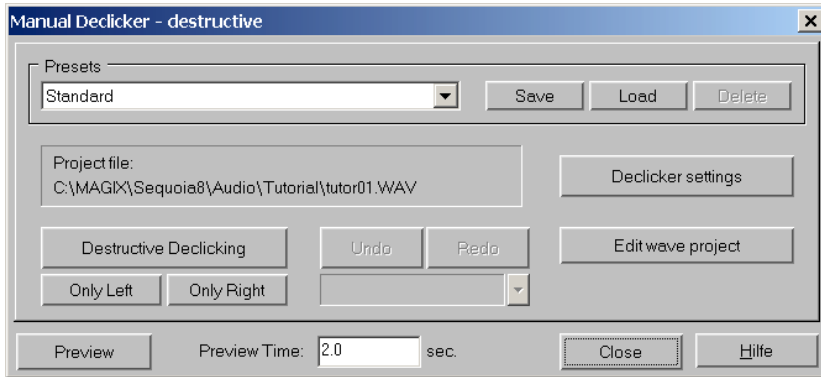 Manual Declicker - destructive
Presets
Standard Save Load Delete
Project file:
C:\MAGIX\Sequoia8\Audio\Tutorial\tutor01.WAV
Declicker settings
Destructive Declicking Undo Redo Edit wave project
Only Left Only Right
Preview Preview Time: 2.0 sec. Close Hilfe